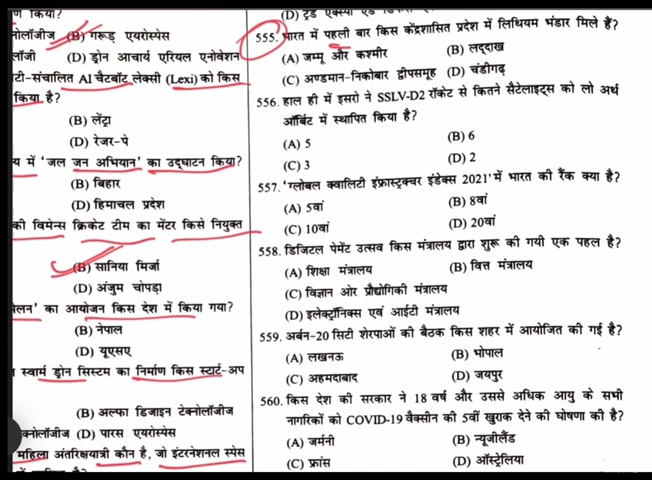 ण किया?
नोलॉजीज (B) गरूड़ एयरोस्पेस
लॉजी (D) ड्रोन आचार्य एरियल एनोवेशन
टी-संचालित AI चैटबॉट लेक्सी (Lexi) को किस
किया है?
(B) लेंट्रा
(D) रेजर-पे
य में 'जल जन अभियान' का उद्घाटन किया?
(B) बिहार
(D) हिमाचल प्रदेश
की विमेन्स क्रिकेट टीम का मेंटर किसे नियुक्त
(B) सानिया मिर्जा
(D) अंजुम चोपड़ा
मेलन' का आयोजन किस देश में किया गया?
(B) नेपाल
(D) यूएसए
स्वार्म ड्रोन सिस्टम का निर्माण किस स्टार्ट-अप
(B) अल्फा डिजाइन टेक्नोलॉजीज
क्नोलॉजीज (D) पारस एयरोस्पेस
महिला अंतरिक्षयात्री कौन है, जो इंटरनेशनल स्पेस
555. भारत में पहली बार किस केंद्रशासित प्रदेश में लिथियम भंडार मिले हैं?
(A) जम्मू और कश्मीर (B) लद्दाख
(C) अण्डमान-निकोबार द्वीपसमूह (D) चंडीगढ़
556. हाल ही में इसरो ने SSLV-D2 रॉकेट से कितने सैटेलाइट्स को लो अर्थ
ऑर्बिट में स्थापित किया है?
(A) 5 (B) 6
(C) 3 (D) 2
557. 'ग्लोबल क्वालिटी इंफ्रास्ट्रक्चर इंडेक्स 2021' में भारत की रैंक क्या है?
(A) 5वां (B) 8वां
(C) 10वां (D) 20वां
558. डिजिटल पेमेंट उत्सव किस मंत्रालय द्वारा शुरू की गयी एक पहल है?
(A) शिक्षा मंत्रालय (B) वित्त मंत्रालय
(C) विज्ञान ओर प्रौद्योगिकी मंत्रालय
(D) इलेक्ट्रॉनिक्स एवं आईटी मंत्रालय
559. अर्बन-20 सिटी शेरपाओं की बैठक किस शहर में आयोजित की गई है?
(A) लखनऊ (B) भोपाल
(C) अहमदाबाद (D) जयपुर
560. किस देश की सरकार ने 18 वर्ष और उससे अधिक आयु के सभी
नागरिकों को COVID-19 वैक्सीन की 5वीं खुराक देने की घोषणा की है?
(A) जर्मनी (B) न्यूजीलैंड
(C) फ्रांस (D) ऑस्ट्रेलिया